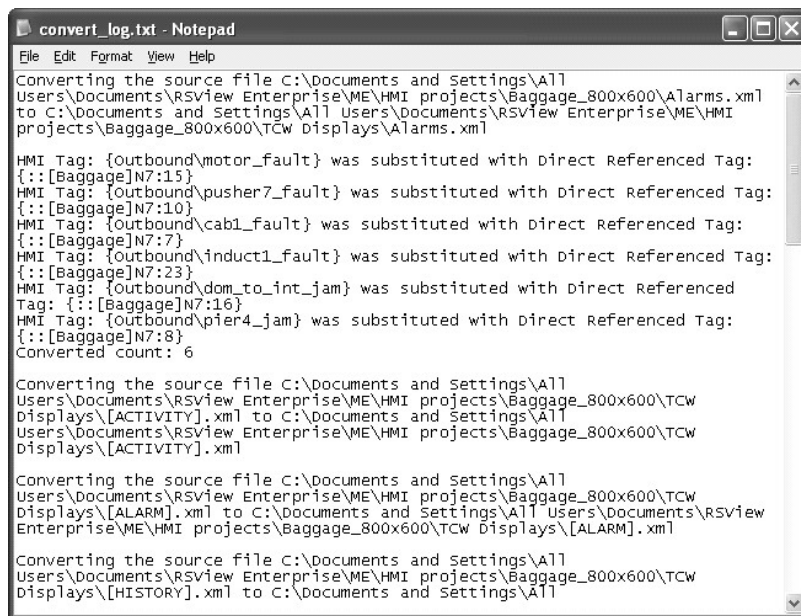 convert_log.txt - Notepad
File Edit Format View Help
Converting the source file C:\Documents and Settings\All
Users\Documents\RSView Enterprise\ME\HMI projects\Baggage_800x600\Alarms.xml
to C:\Documents and Settings\All Users\Documents\RSView Enterprise\ME\HMI
projects\Baggage_800x600\TCW Displays\Alarms.xml
HMI Tag: {Outbound\motor_fault} was substituted with Direct Referenced Tag:
{::[Baggage]N7:15}
HMI Tag: {Outbound\pusher7_fault} was substituted with Direct Referenced Tag:
{::[Baggage]N7:10}
HMI Tag: {Outbound\cab1_fault} was substituted with Direct Referenced Tag:
{::[Baggage]N7:7}
HMI Tag: {Outbound\induct1_fault} was substituted with Direct Referenced Tag:
{::[Baggage]N7:23}
HMI Tag: {Outbound\dom_to_int_jam} was substituted with Direct Referenced
Tag: {::[Baggage]N7:16}
HMI Tag: {Outbound\pier4_jam} was substituted with Direct Referenced Tag:
{::[Baggage]N7:8}
Converted count: 6
Converting the source file C:\Documents and Settings\All
Users\Documents\RSView Enterprise\ME\HMI projects\Baggage_800x600\TCW
Displays\[ACTIVITY].xml to C:\Documents and Settings\All
Users\Documents\RSView Enterprise\ME\HMI projects\Baggage_800x600\TCW
Displays\[ACTIVITY].xml
Converting the source file C:\Documents and Settings\All
Users\Documents\RSView Enterprise\ME\HMI projects\Baggage_800x600\TCW
Displays\[ALARM].xml to C:\Documents and Settings\All Users\Documents\RSView
Enterprise\ME\HMI projects\Baggage_800x600\TCW Displays\[ALARM].xml
Converting the source file C:\Documents and Settings\All
Users\Documents\RSView Enterprise\ME\HMI projects\Baggage_800x600\TCW
Displays\[HISTORY].xml to C:\Documents and Settings\All